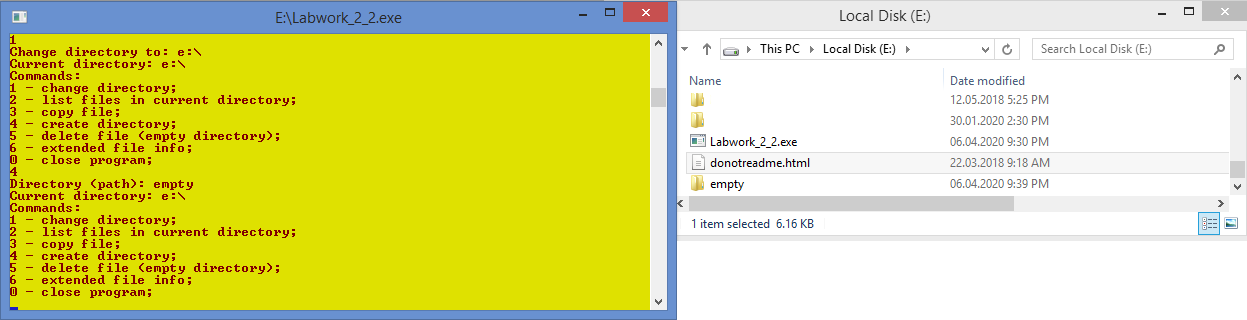 E:\Labwork_2_2.exe
1
Change directory to: e:\
Current directory: e:\
Commands:
1 - change directory;
2 - list files in current directory;
3 - copy file;
4 - create directory;
5 - delete file (empty directory);
6 - extended file info;
0 - close program;
4
Directory (path): empty
Current directory: e:\
Commands:
1 - change directory;
2 - list files in current directory;
3 - copy file;
4 - create directory;
5 - delete file (empty directory);
6 - extended file info;
0 - close program;
Local Disk (E:)
This PC Local Disk (E:) Search Local Disk (E:)
Name Date modified
12.05.2018 5:25 PM
30.01.2020 2:30 PM
Labwork_2_2.exe 06.04.2020 9:30 PM
donotreadme.html 22.03.2018 9:18 AM
empty 06.04.2020 9:39 PM
1 item selected 6.16 KB